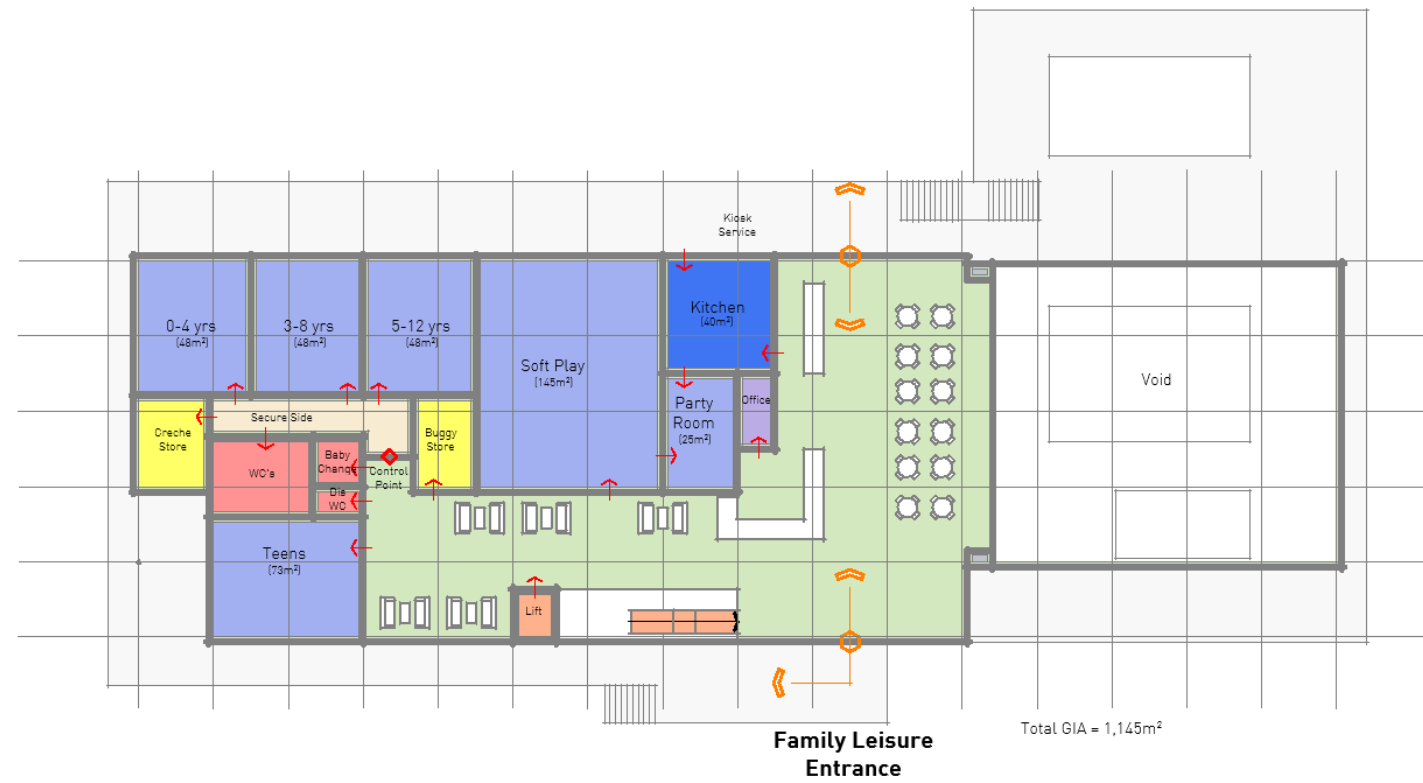 Kiosk
Service
0-4 yrs
(48m²)
3-8 yrs
(48m²)
5-12 yrs
(48m²)
Soft Play
(145m²)
Kitchen
(40m²)
Void
Party
Room
(25m²)
Office
Secure Side
Creche
Store
Buggy
Store
WC's
Baby
Change
Control
Point
Dis
WC
Teens
(73m²)
Lift
Family Leisure
Entrance
Total GIA = 1,145m²